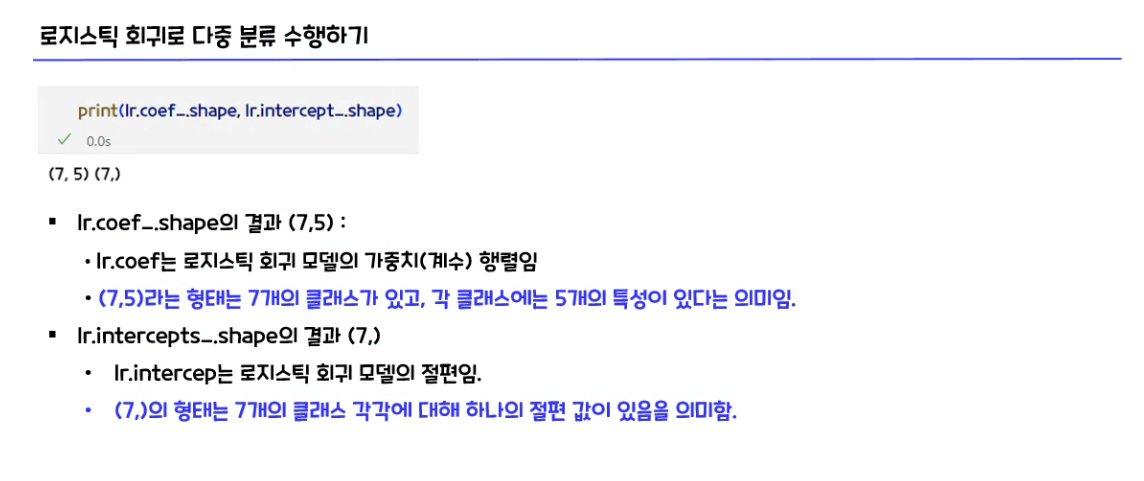 로지스틱 회귀로 다중 분류 수행하기
print(lr.coef_.shape, lr.intercept_.shape)
✓ 0.0s
(7, 5) (7,)
▪ lr.coef_.shape의 결과 (7,5) :
• lr.coef는 로지스틱 회귀 모델의 가중치(계수) 행렬임
• (7,5)라는 형태는 7개의 클래스가 있고, 각 클래스에는 5개의 특성이 있다는 의미임.
▪ lr.intercepts_.shape의 결과 (7,)
• lr.intercep는 로지스틱 회귀 모델의 절편임.
• (7,)의 형태는 7개의 클래스 각각에 대해 하나의 절편 값이 있음을 의미함.